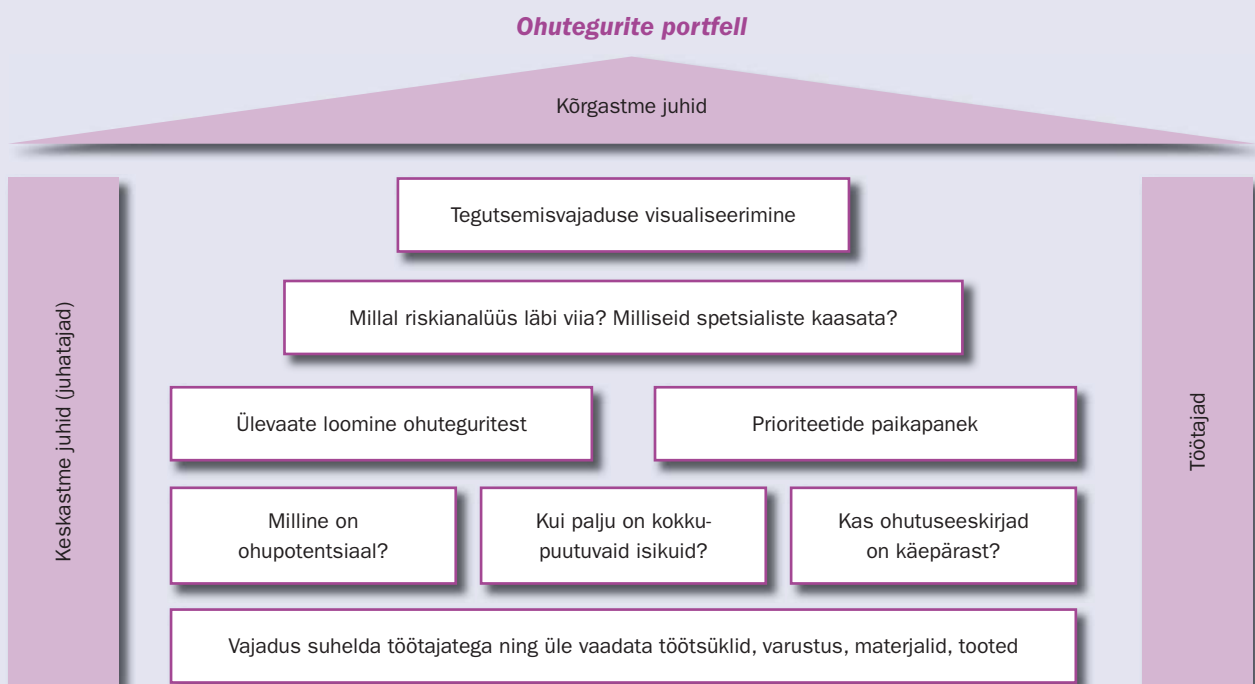 Ohutegurite portfell
Kõrgastme juhid
Keskastme juhid (juhatajad)
Tegutsemisvajaduse visualiseerimine
Millal riskianalüüs läbi viia? Milliseid spetsialiste kaasata?
Ülevaate loomine ohuteguritest
Prioriteetide paikapanek
Milline on
ohupotentsiaal?
Kui palju on kokku-
puutuvaid isikuid?
Kas ohutuseeskirjad
on käepärast?
Vajadus suhelda töötajatega ning üle vaadata töötsüklid, varustus, materjalid, tooted
Töötajad